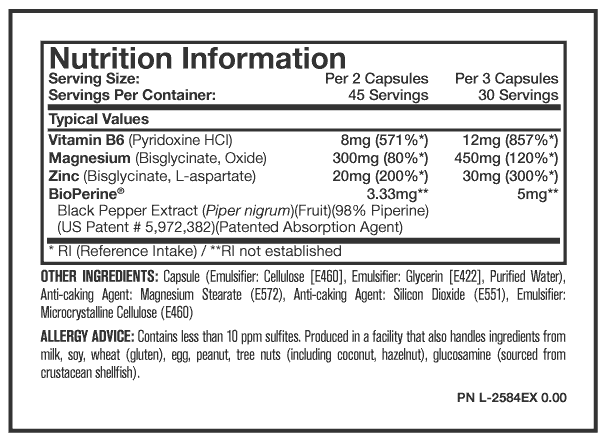 Nutrition Information
Serving Size: Per 2 Capsules Per 3 Capsules
Servings Per Container: 45 Servings 30 Servings
Typical Values
Vitamin B6 (Pyridoxine HCl) 8mg (571%*) 12mg (857%*)
Magnesium (Bisglycinate, Oxide) 300mg (80%*) 450mg (120%*)
Zinc (Bisglycinate, L-aspartate) 20mg (200%*) 30mg (300%*)
BioPerine® 3.33mg** 5mg**
Black Pepper Extract (Piper nigrum)(Fruit)(98% Piperine)
(US Patent # 5,972,382)(Patented Absorption Agent)
* RI (Reference Intake) / **RI not established
OTHER INGREDIENTS: Capsule (Emulsifier: Cellulose [E460], Emulsifier: Glycerin [E422], Purified Water),
Anti-caking Agent: Magnesium Stearate (E572), Anti-caking Agent: Silicon Dioxide (E551), Emulsifier:
Microcrystalline Cellulose (E460)
ALLERGY ADVICE: Contains less than 10 ppm sulfites. Produced in a facility that also handles ingredients from
milk, soy, wheat (gluten), egg, peanut, tree nuts (including coconut, hazelnut), glucosamine (sourced from
crustacean shellfish).
PN L-2584EX 0.00